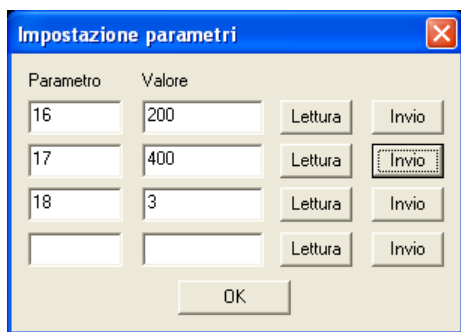 Impostazione parametri
Parametro Valore
16 200 Lettura Invio
17 400 Lettura Invio
18 3 Lettura Invio
Lettura Invio
OK